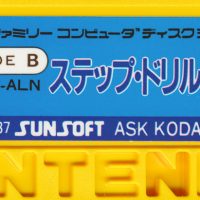 ファミリー コンピュータ ディスク
DE B
-ALN
ステップ・ドリル
87 SUNSOFT ASK KODA
NTEN